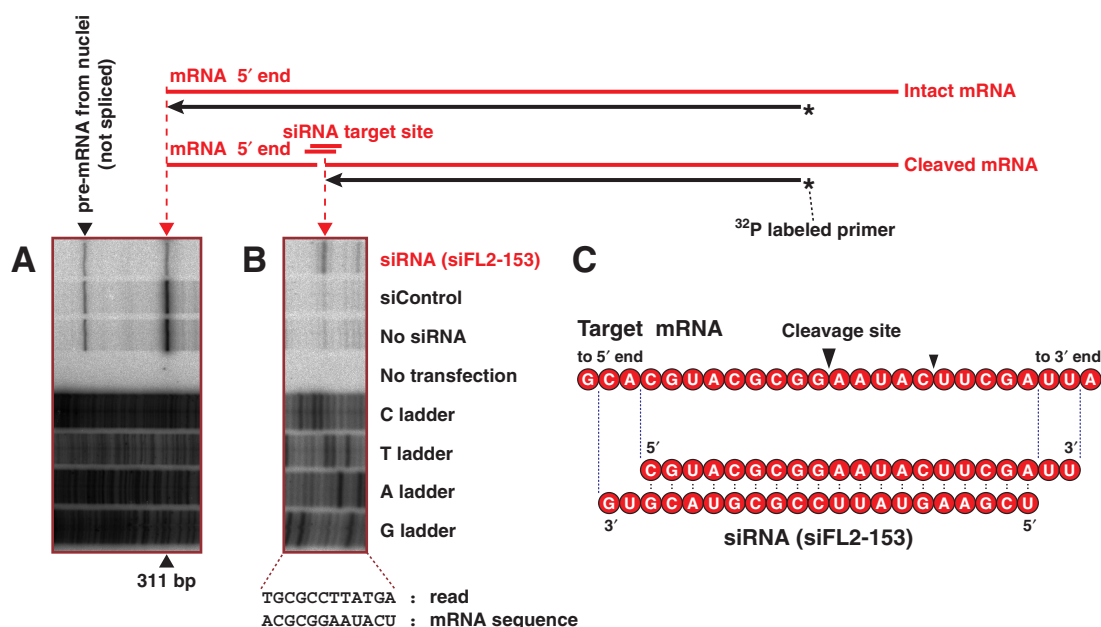 pre-mRNA from nuclei
(not spliced)
mRNA 5′ end
Intact mRNA
*
siRNA target site
mRNA 5′ end
Cleaved mRNA
*
32P labeled primer
A
B
C
siRNA (siFL2-153)
siControl
No siRNA
No transfection
C ladder
T ladder
A ladder
G ladder
311 bp
TGCGCCTTATGA : read
ACGCGGAAUACU : mRNA sequence
Target mRNA
Cleavage site
to 5′ end
to 3′ end
GCACGUACGCGGAAUACUUCGAUUA
5′
3′
CGUACGCGGAAUACUUCGAUU
GUGCAUGCGCCUUAUGAAGCU
3′
5′
siRNA (siFL2-153)